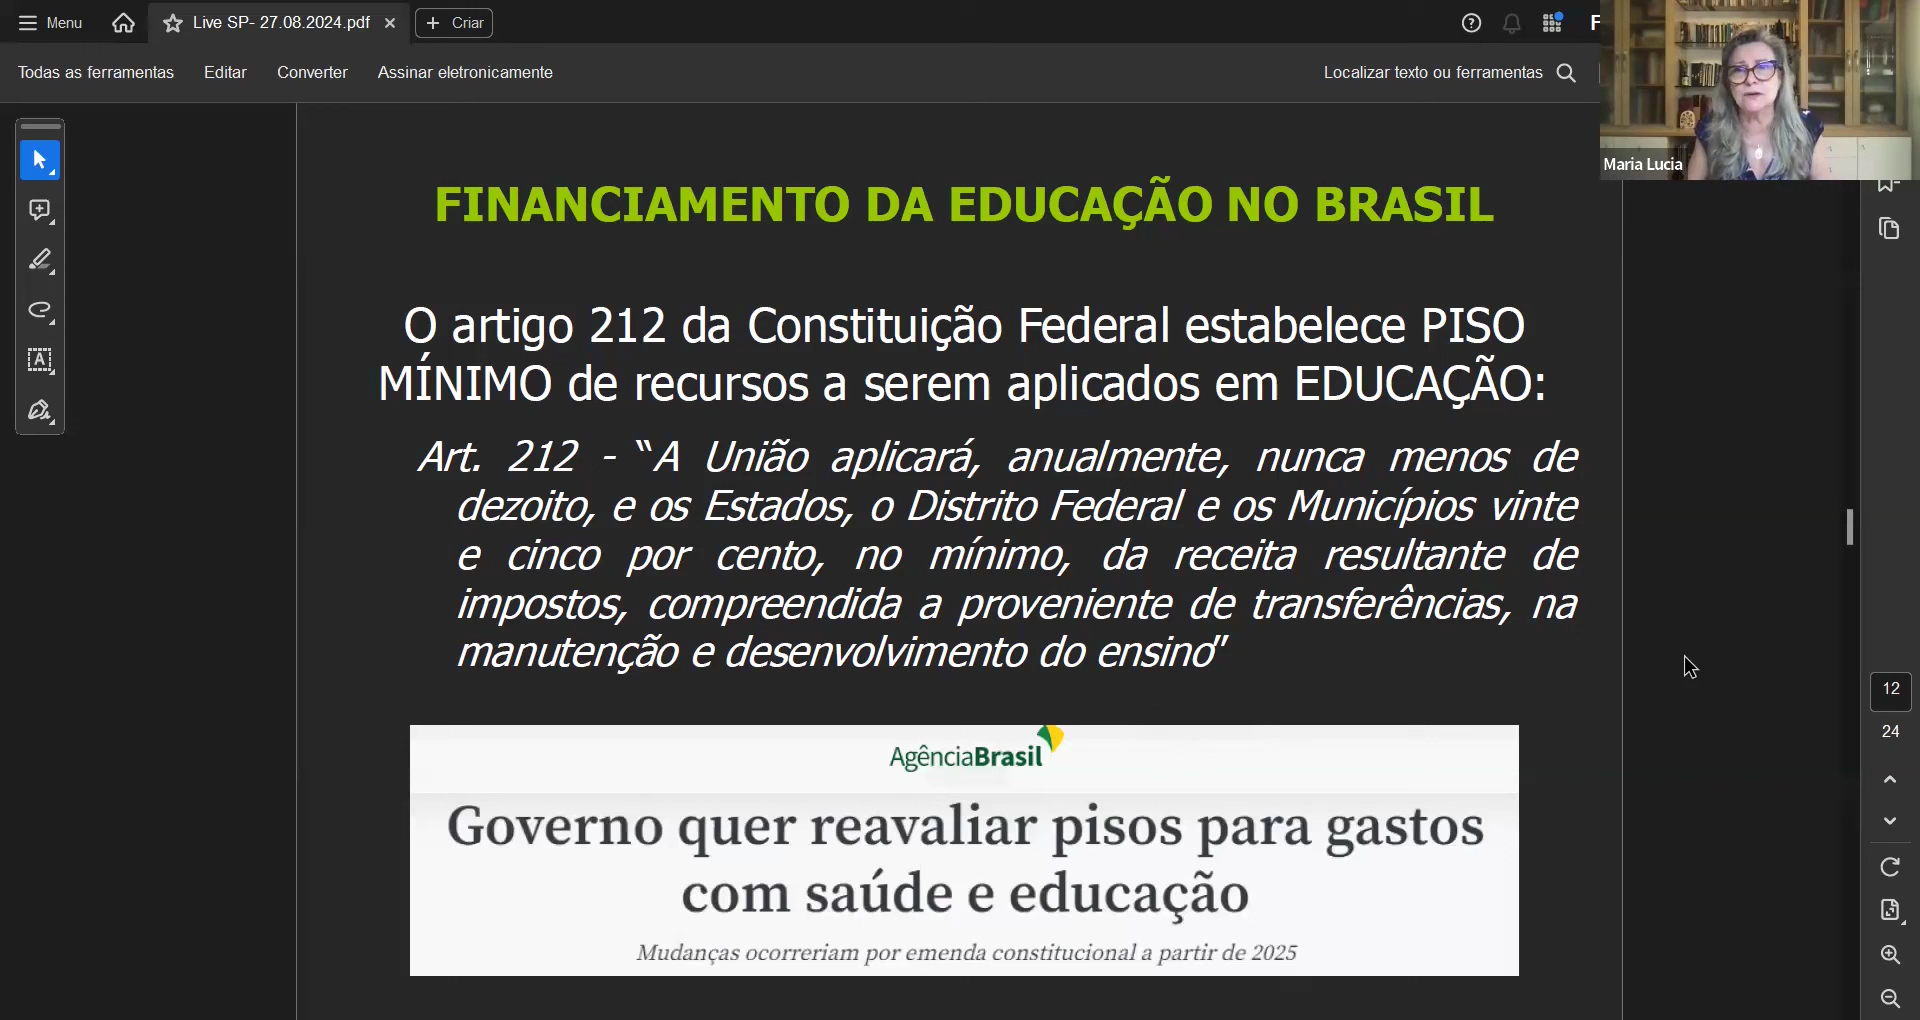 Menu
Live SP- 27.08.2024.pdf
Criar
Todas as ferramentas
Editar
Converter
Assinar eletronicamente
Localizar texto ou ferramentas
Maria Lucia
FINANCIAMENTO DA EDUCAÇÃO NO BRASIL
O artigo 212 da Constituição Federal estabelece PISO
MÍNIMO de recursos a serem aplicados em EDUCAÇÃO:
Art. 212 - “A União aplicará, anualmente, nunca menos de
dezoito, e os Estados, o Distrito Federal e os Municípios vinte
e cinco por cento, no mínimo, da receita resultante de
impostos, compreendida a proveniente de transferências, na
manutenção e desenvolvimento do ensino”
AgênciaBrasil
Governo quer reavaliar pisos para gastos
com saúde e educação
Mudanças ocorreriam por emenda constitucional a partir de 2025
12
24